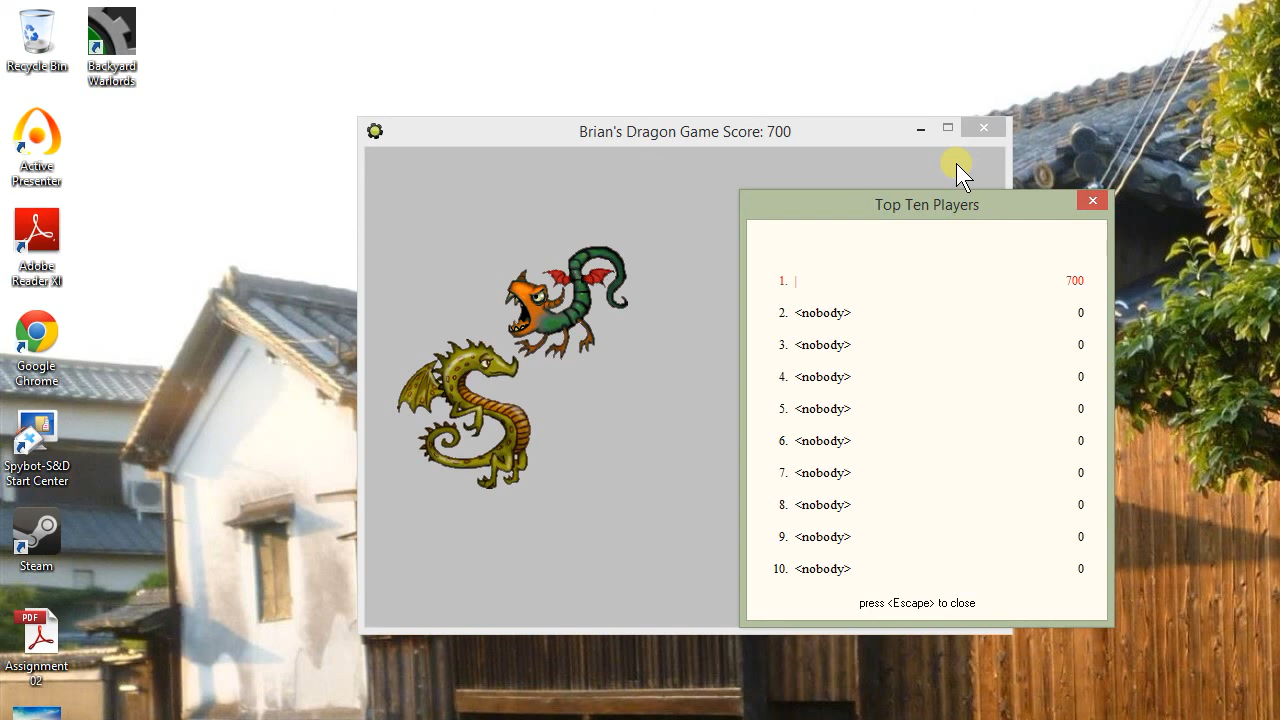 Recycle Bin
Backyard
Warlords
Active
Presenter
Adobe
Reader XI
Google
Chrome
Spybot-S&D
Start Center
Steam
PDF
Assignment
02
Brian's Dragon Game Score: 700
Top Ten Players
1. 700
2. <nobody> 0
3. <nobody> 0
4. <nobody> 0
5. <nobody> 0
6. <nobody> 0
7. <nobody> 0
8. <nobody> 0
9. <nobody> 0
10. <nobody> 0
press <Escape> to close